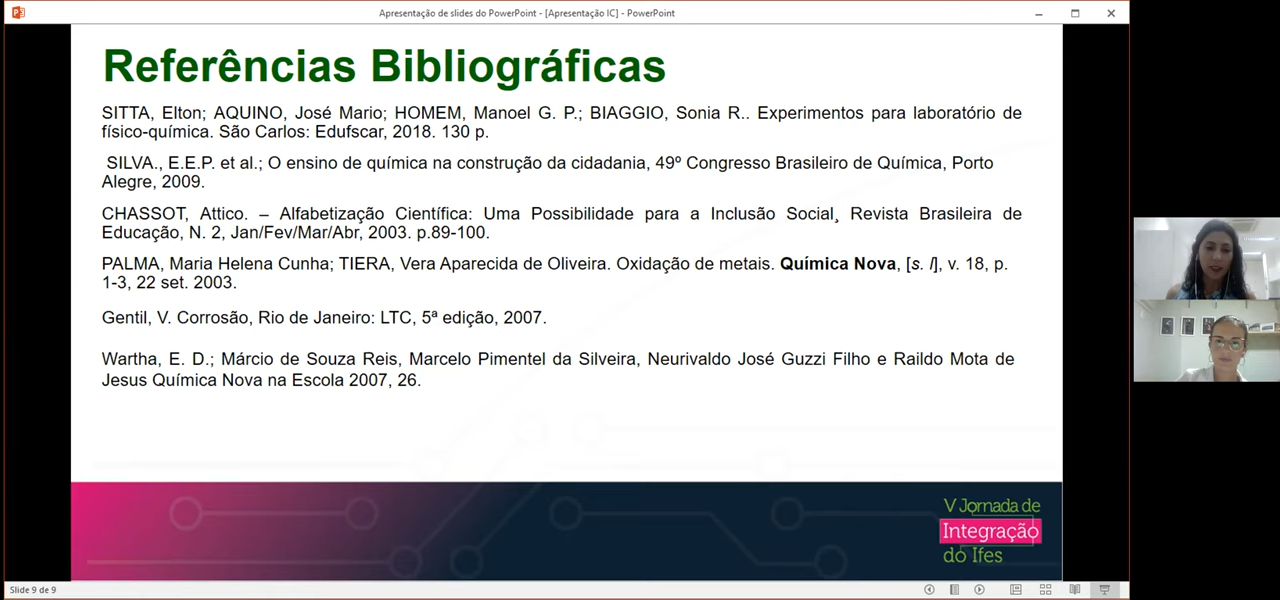 Apresentação de slides do PowerPoint - [Apresentação IC] - PowerPoint
Referências Bibliográficas
SITTA, Elton; AQUINO, José Mario; HOMEM, Manoel G. P.; BIAGGIO, Sonia R.. Experimentos para laboratório de
físico-química. São Carlos: Edufscar, 2018. 130 p.
SILVA., E.E.P. et al.; O ensino de química na construção da cidadania, 49º Congresso Brasileiro de Química, Porto
Alegre, 2009.
CHASSOT, Attico. – Alfabetização Científica: Uma Possibilidade para a Inclusão Social¸ Revista Brasileira de
Educação, N. 2, Jan/Fev/Mar/Abr, 2003. p.89-100.
PALMA, Maria Helena Cunha; TIERA, Vera Aparecida de Oliveira. Oxidação de metais. Química Nova, [s. l], v. 18, p.
1-3, 22 set. 2003.
Gentil, V. Corrosão, Rio de Janeiro: LTC, 5ª edição, 2007.
Wartha, E. D.; Márcio de Souza Reis, Marcelo Pimentel da Silveira, Neurivaldo José Guzzi Filho e Raildo Mota de
Jesus Química Nova na Escola 2007, 26.
V Jornada de
Integração
do Ifes
Slide 9 de 9